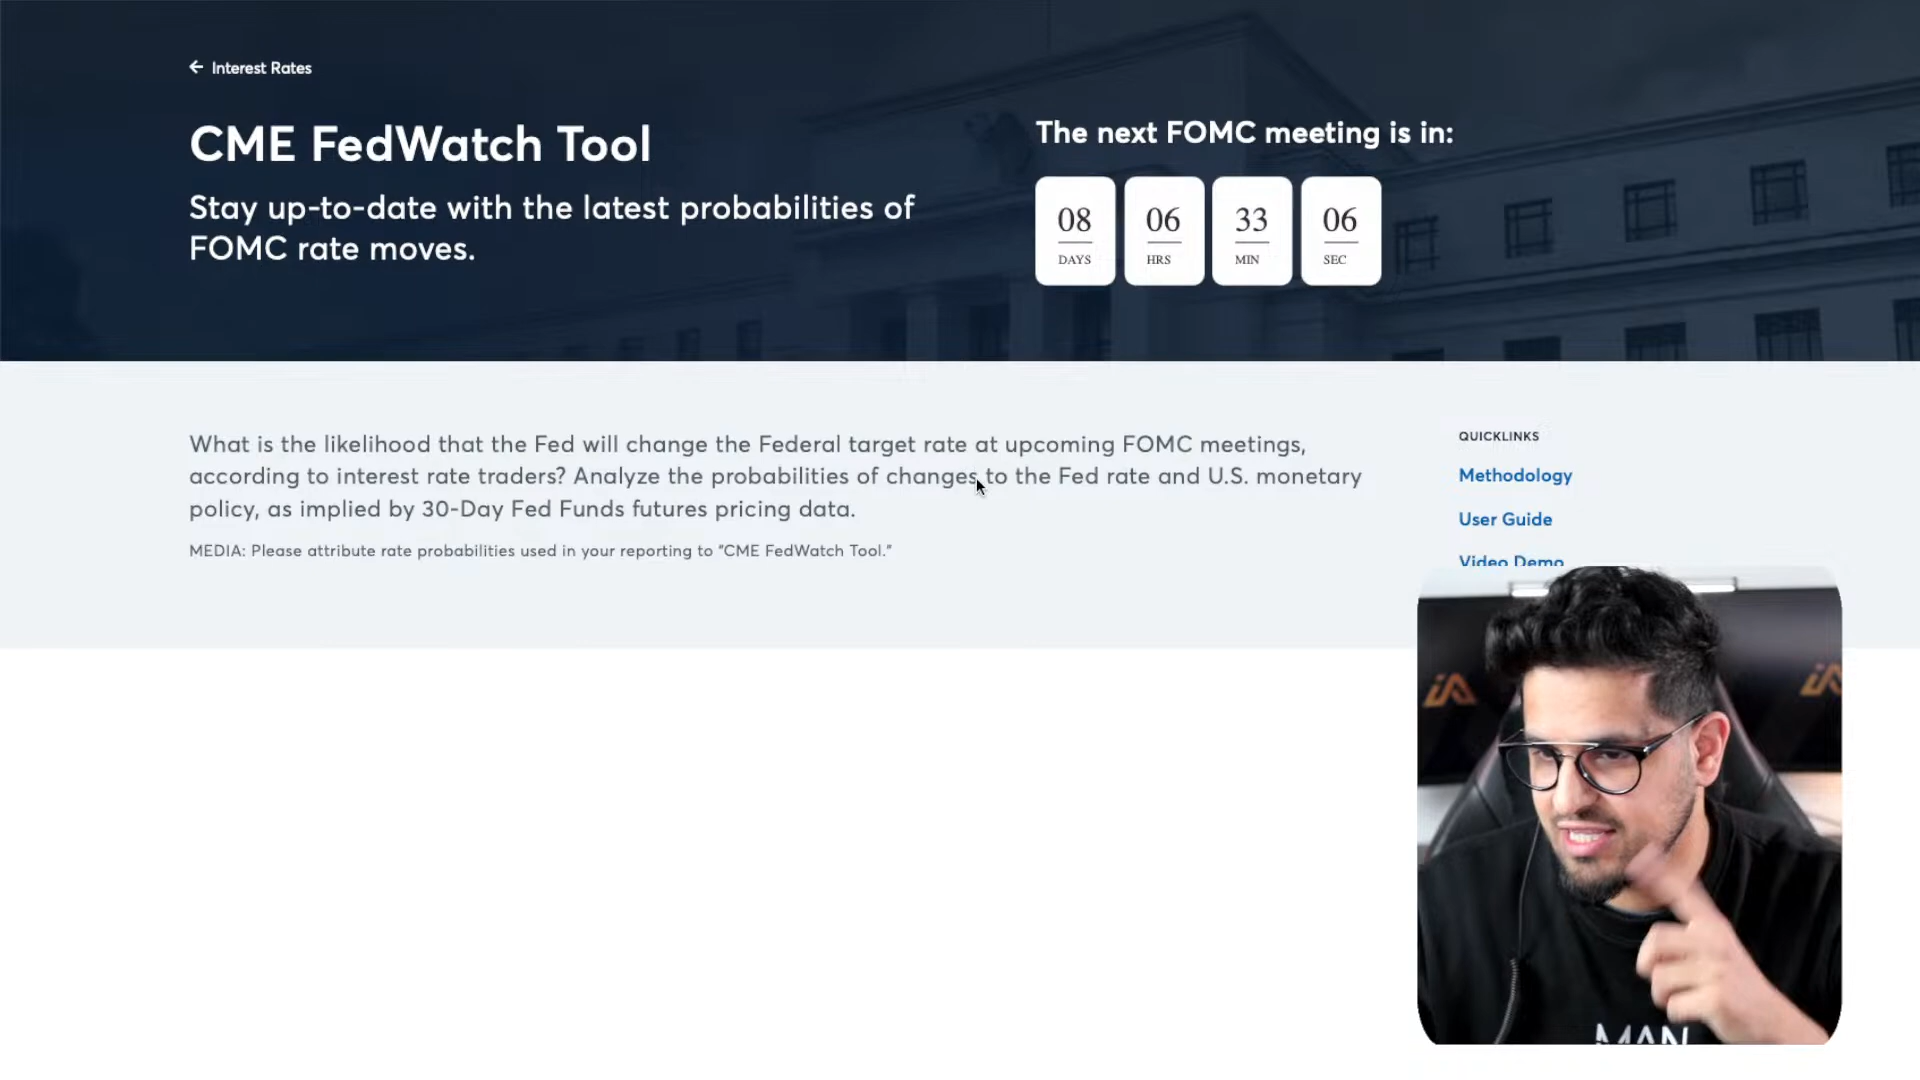 Interest Rates
CME FedWatch Tool
Stay up-to-date with the latest probabilities of
FOMC rate moves.
The next FOMC meeting is in:
08 06 33 06
DAYS HRS MIN SEC
What is the likelihood that the Fed will change the Federal target rate at upcoming FOMC meetings,
according to interest rate traders? Analyze the probabilities of changes to the Fed rate and U.S. monetary
policy, as implied by 30-Day Fed Funds futures pricing data.
MEDIA: Please attribute rate probabilities used in your reporting to "CME FedWatch Tool."
QUICKLINKS
Methodology
User Guide
Video Demo
iA
iA
MAN